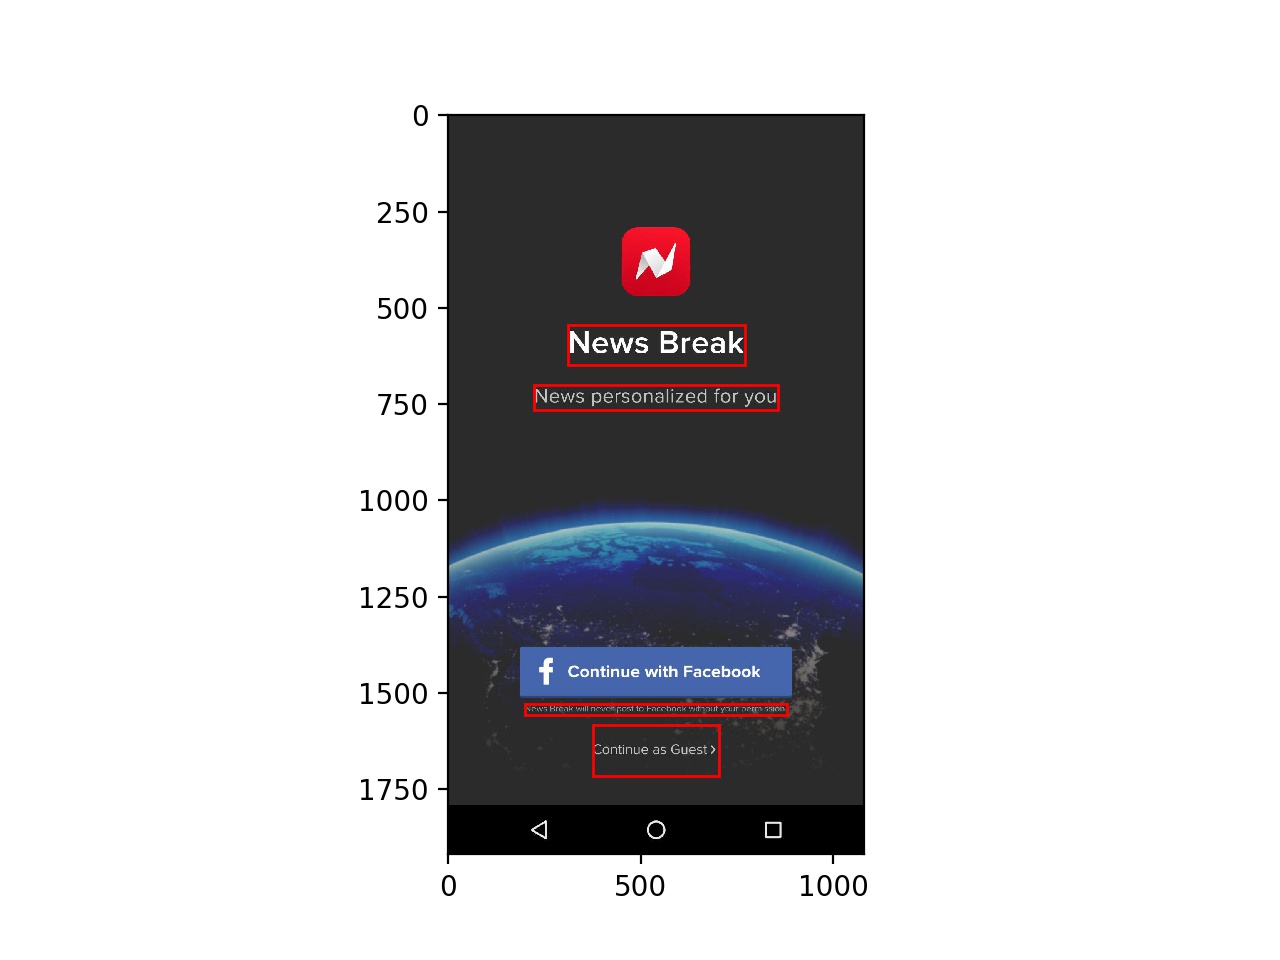 0
250
500
News Break
750
News personalized for you
1000
1250
Continue with Facebook
1500
News Break will never post to Facebook without your permission.
Continue as Guest ›
1750
0 500 1000